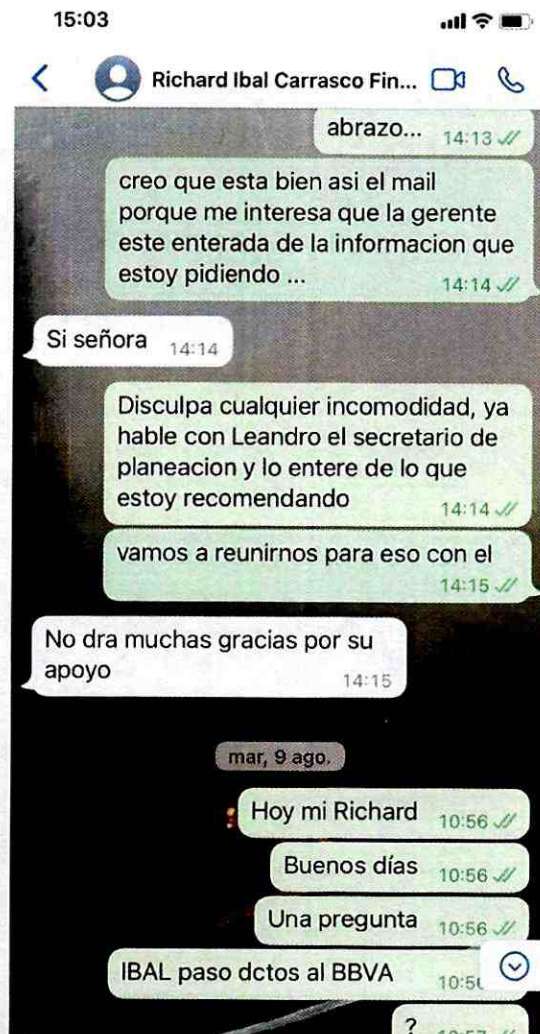 15:03
Richard Ibal Carrasco Fin...
abrazo... 14:13
creo que esta bien asi el mail
porque me interesa que la gerente
este enterada de la informacion que
estoy pidiendo ... 14:14
Si señora 14:14
Disculpa cualquier incomodidad, ya
hable con Leandro el secretario de
planeacion y lo entere de lo que
estoy recomendando 14:14
vamos a reunirnos para eso con el
14:15
No dra muchas gracias por su
apoyo 14:15
mar, 9 ago.
Hoy mi Richard 10:56
Buenos días 10:56
Una pregunta 10:56
IBAL paso dctos al BBVA
?